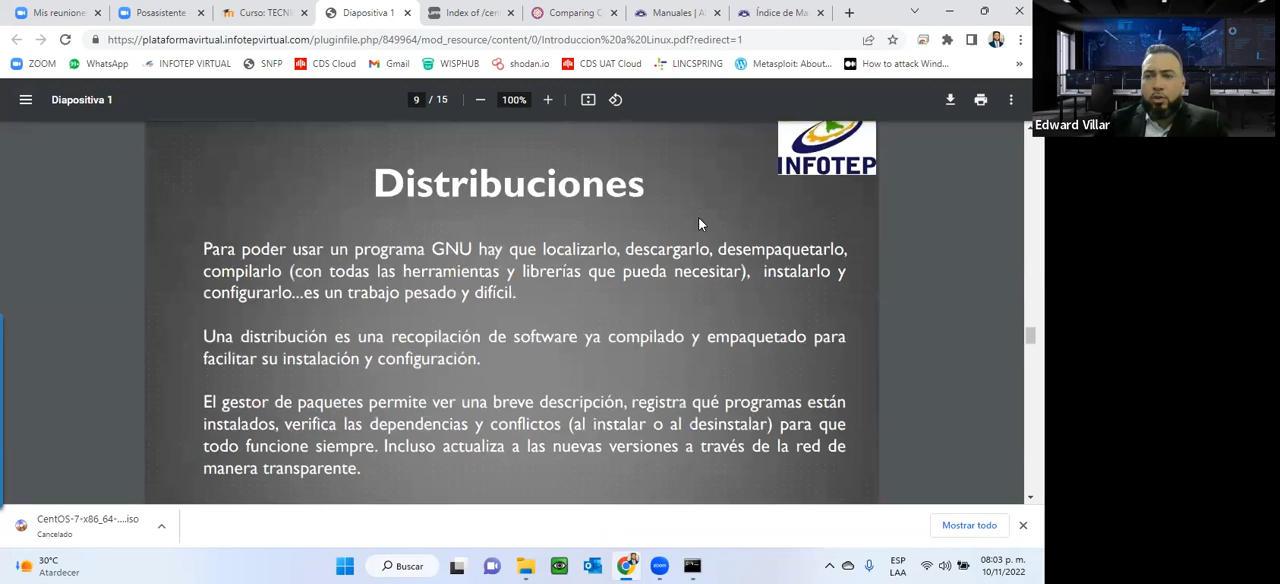 Mis reunione
Posasistente
Curso: TECNI
Diapositiva 1
Index of /cen
Comparing C
Manuales | Al
Índice de Ma
https://plataformavirtual.infotepvirtual.com/pluginfile.php/849964/mod_resource/content/0/Introduccion%20a%20Linux.pdf?redirect=1
ZOOM
WhatsApp
INFOTEP VIRTUAL
SNFP
CDS Cloud
Gmail
WISPHUB
shodan.io
CDS UAT Cloud
LINCSPRING
Metasploit: About...
How to attack Wind...
»
Diapositiva 1
9 / 15
100%
Edward Villar
INFOTEP
Distribuciones
Para poder usar un programa GNU hay que localizarlo, descargarlo, desempaquetarlo,
compilarlo (con todas las herramientas y librerías que pueda necesitar), instalarlo y
configurarlo...es un trabajo pesado y difícil.
Una distribución es una recopilación de software ya compilado y empaquetado para
facilitar su instalación y configuración.
El gestor de paquetes permite ver una breve descripción, registra qué programas están
instalados, verifica las dependencias y conflictos (al instalar o al desinstalar) para que
todo funcione siempre. Incluso actualiza a las nuevas versiones a través de la red de
manera transparente.
CentOS-7-x86_64-....iso
Cancelado
Mostrar todo
30°C
Atardecer
Buscar
zoom
ESP
LAA
08:03 p. m.
10/11/2022